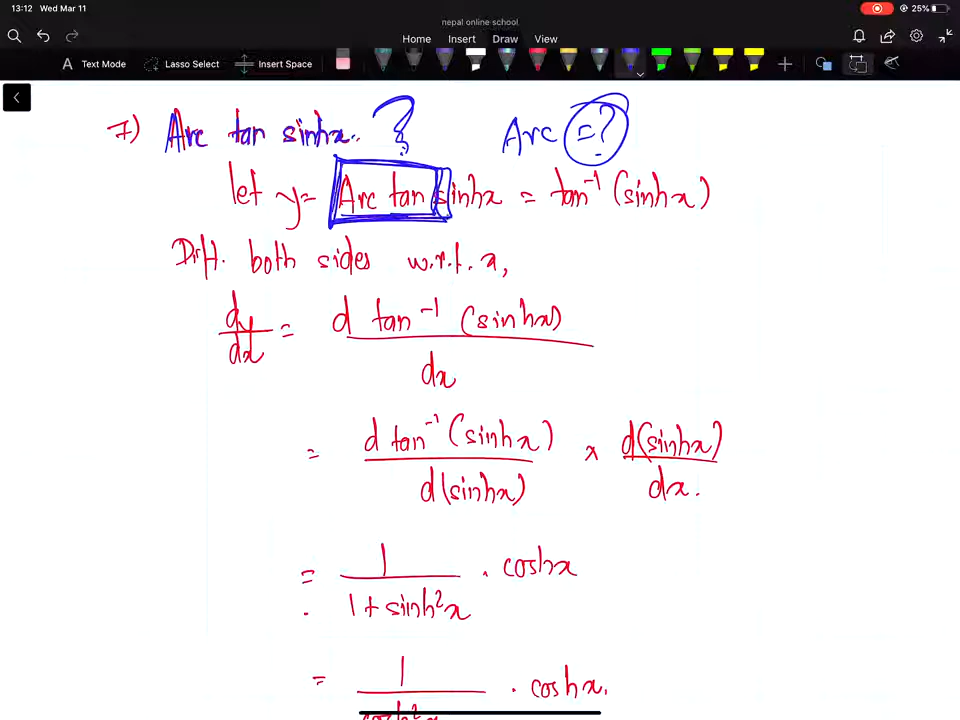 13:12 Wed Mar 11
25%
nepal online school
Home Insert Draw View
Text Mode Lasso Select Insert Space
7) Arc tan sinhx. ? Arc =?
let y= Arc tan sinhx = tan⁻¹ (sinhx)
Diff. both sides w.r.t. x,
dy/dx = d tan⁻¹ (sinhx) / dx
= d tan⁻¹ (sinhx) / d(sinhx) × d(sinhx) / dx.
= 1 / 1 + sinh²x . coshx
= 1 / cosh²x . coshx.